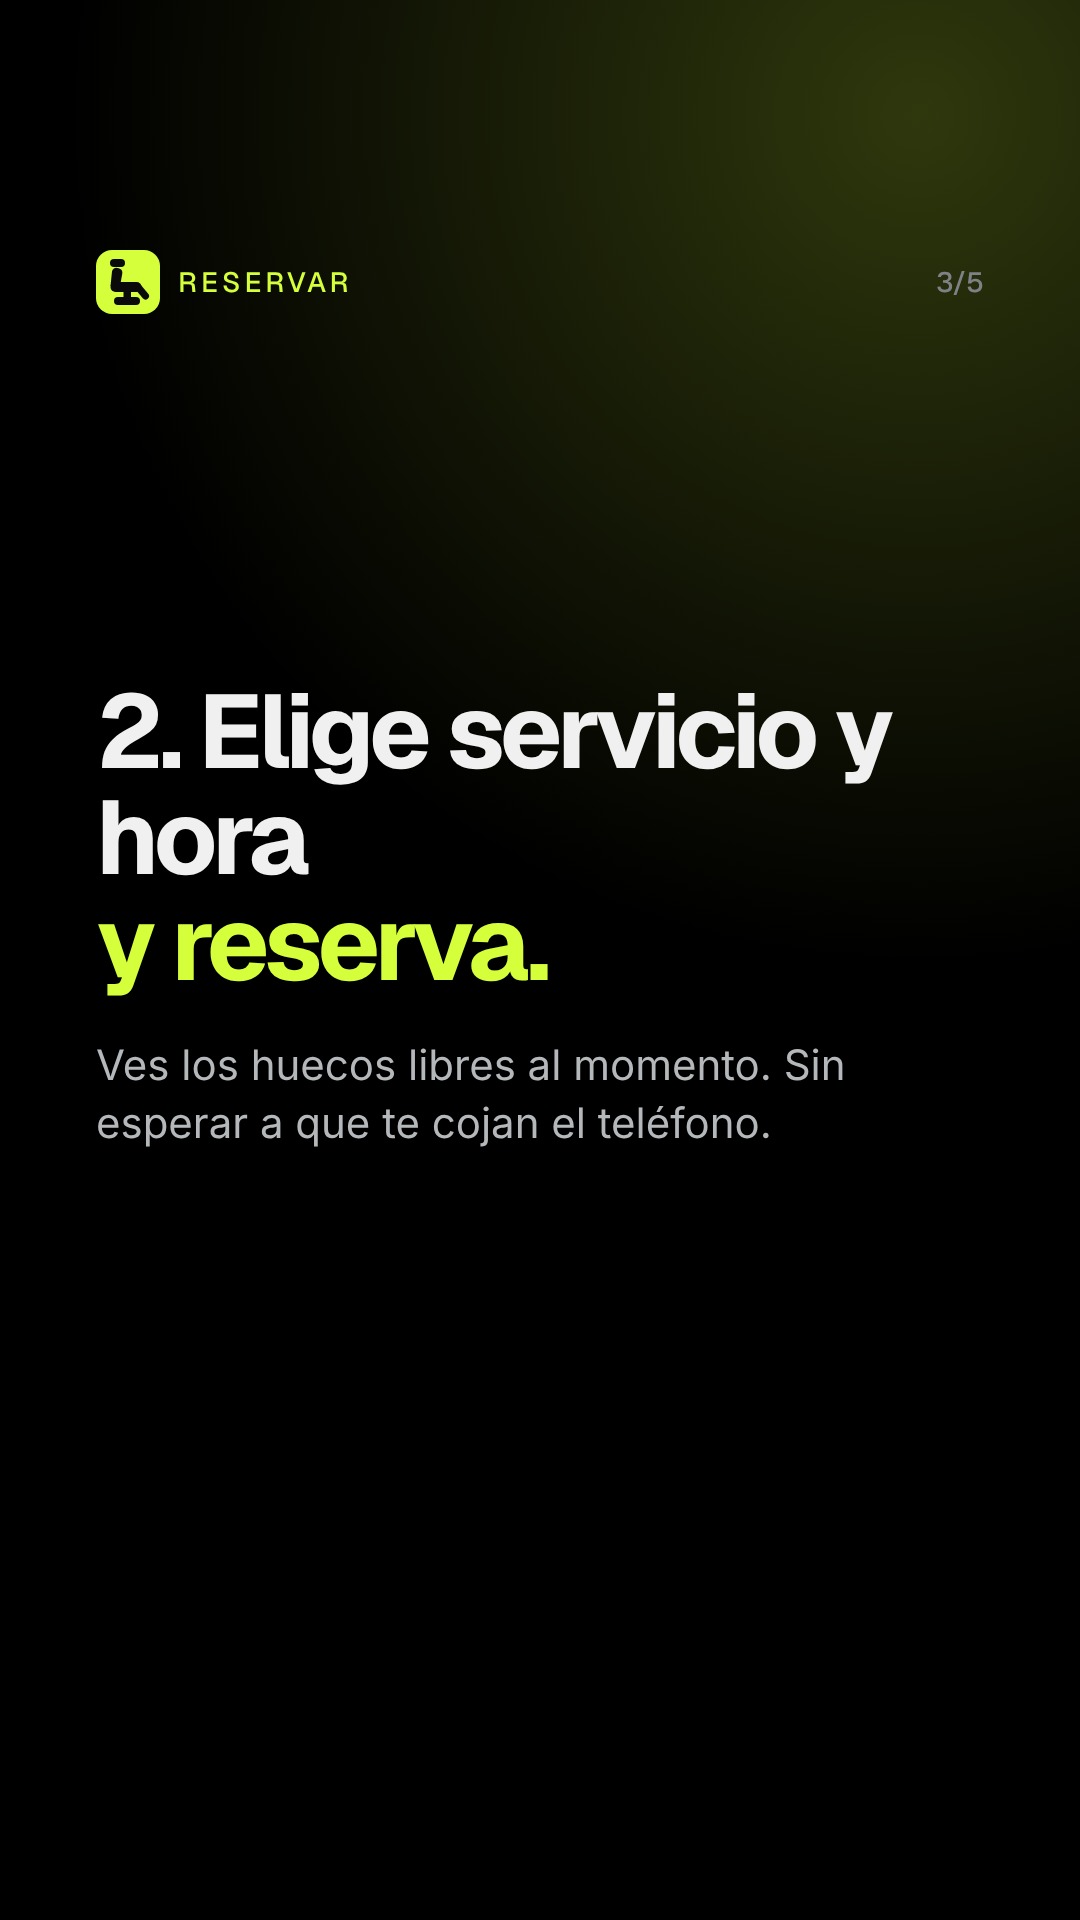 RESERVAR
3/5
2. Elige servicio y
hora
y reserva.
Ves los huecos libres al momento. Sin
esperar a que te cojan el teléfono.